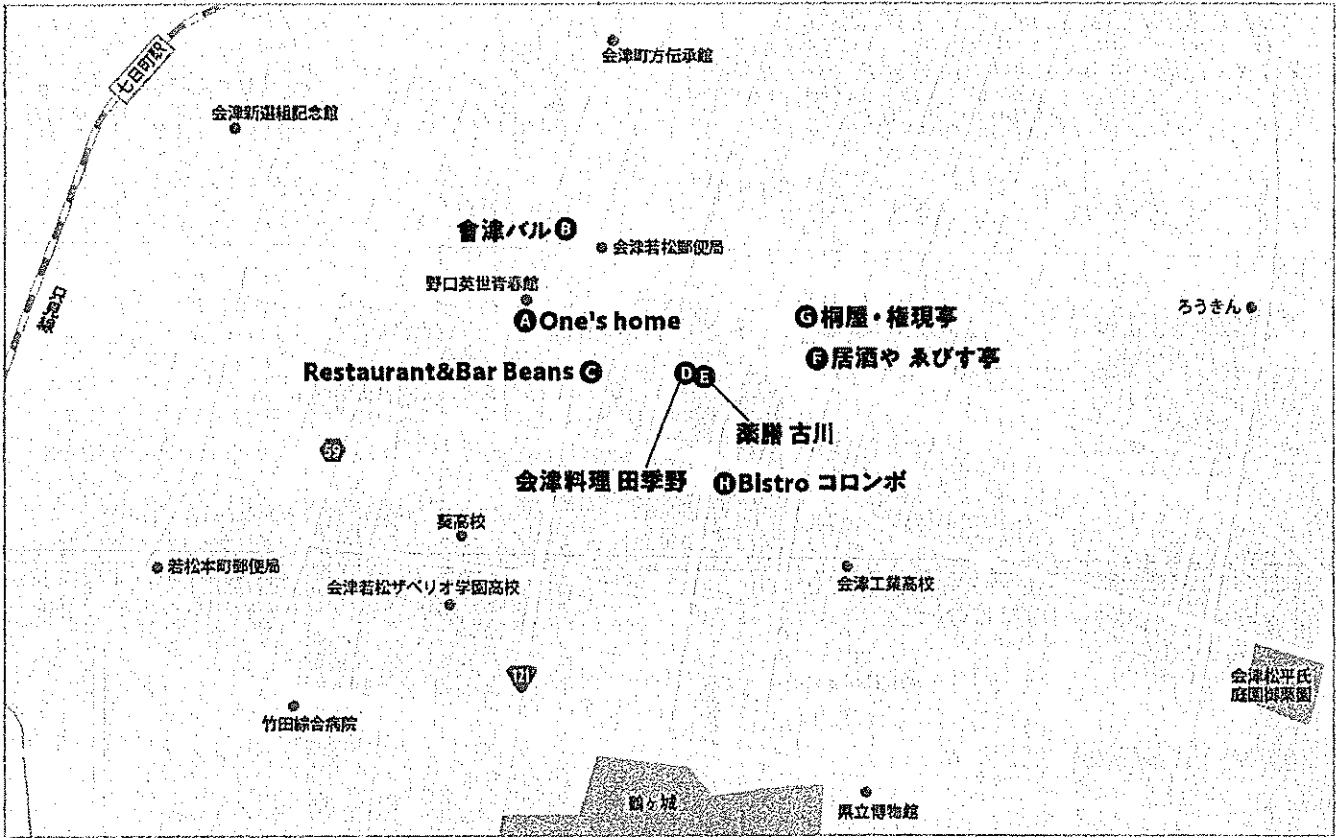 七日町駅
会津町方伝承館
会津新選組記念館
會津バル B
会津若松郵便局
野口英世青春館
A One's home
G 桐屋・権現亭
ろうきん
只見線
F 居酒や ゑびす亭
Restaurant&Bar Beans C
D E
薬膳 古川
59
会津料理 田季野
H Bistro コロンボ
葵高校
若松本町郵便局
会津若松ザベリオ学園高校
会津工業高校
121
会津松平氏
庭園御薬園
竹田綜合病院
鶴ヶ城
県立博物館